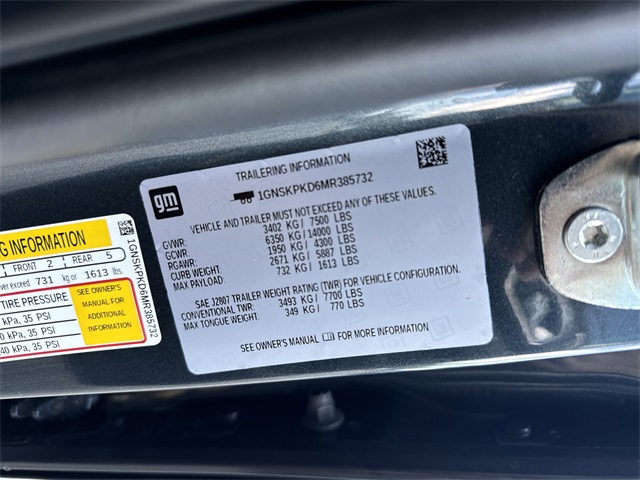 TRAILERING INFORMATION
gm
1GNSKPKD6MR385732
VEHICLE AND TRAILER MUST NOT EXCEED ANY OF THESE VALUES.
GVWR: 3402 KG / 7500 LBS
GCWR: 6350 KG / 14000 LBS
RGAWR: 1950 KG / 4300 LBS
CURB WEIGHT: 2671 KG / 5887 LBS
MAX PAYLOAD: 732 KG / 1613 LBS
SAE J2807 TRAILER WEIGHT RATING (TWR) FOR VEHICLE CONFIGURATION.
CONVENTIONAL TWR: 3493 KG / 7700 LBS
MAX TONGUE WEIGHT: 349 KG / 770 LBS
SEE OWNER'S MANUAL FOR MORE INFORMATION
INFORMATION
FRONT 2 REAR 5
exceed 731 kg or 1613 lbs.
TIRE PRESSURE
kPa, 35 PSI
kPa, 35 PSI
kPa, 35 PSI
SEE OWNER'S
MANUAL FOR
ADDITIONAL
INFORMATION
1GNSKPKD6MR385732